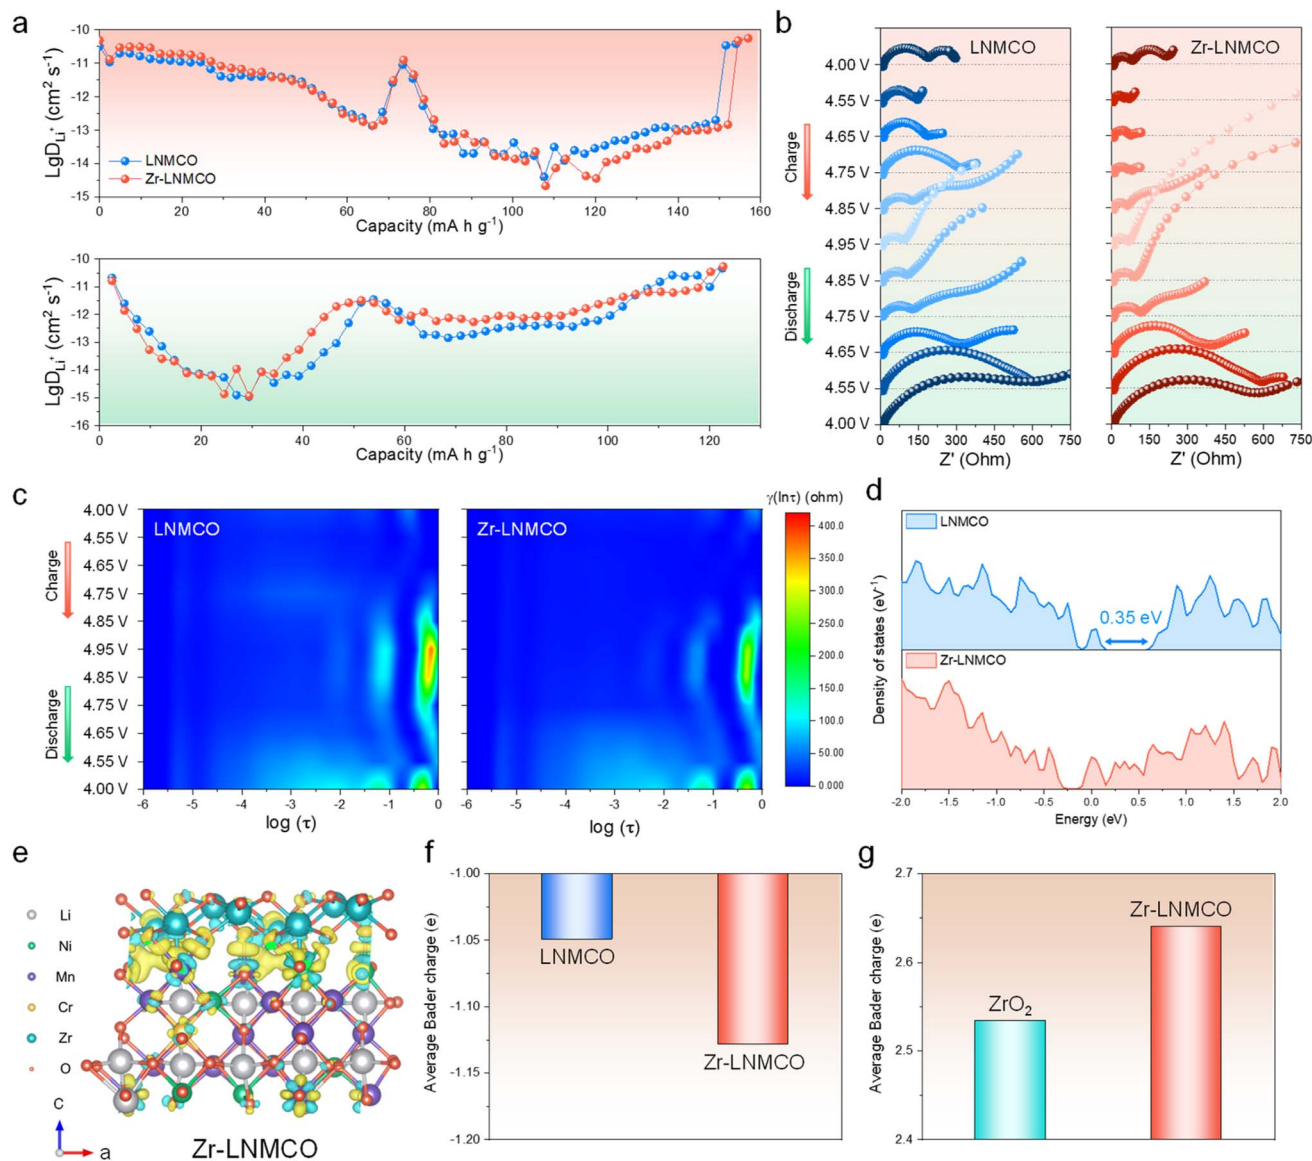 a
-10
-11
-12
-13
-14
-15
LgD_Li⁺ (cm² s⁻¹)
LNMCO
Zr-LNMCO
0 20 40 60 80 100 120 140 160
Capacity (mA h g⁻¹)
-10
-11
-12
-13
-14
-15
-16
LgD_Li⁺ (cm² s⁻¹)
0 20 40 60 80 100 120
Capacity (mA h g⁻¹)
b
LNMCO
Zr-LNMCO
Charge
Discharge
4.00 V
4.55 V
4.65 V
4.75 V
4.85 V
4.95 V
4.85 V
4.75 V
4.65 V
4.55 V
4.00 V
0 150 300 450 600 750
Z' (Ohm)
0 150 300 450 600 750
Z' (Ohm)
c
LNMCO
Zr-LNMCO
Charge
Discharge
4.00 V
4.55 V
4.65 V
4.75 V
4.85 V
4.95 V
4.85 V
4.75 V
4.65 V
4.55 V
4.00 V
-6 -5 -4 -3 -2 -1 0
log (τ)
-6 -5 -4 -3 -2 -1 0
log (τ)
γ(lnτ) (ohm)
400.0
350.0
300.0
250.0
200.0
150.0
100.0
50.00
0.000
d
LNMCO
0.35 eV
Zr-LNMCO
Density of states (eV⁻¹)
-2.0 -1.5 -1.0 -0.5 0.0 0.5 1.0 1.5 2.0
Energy (eV)
e
Li
Ni
Mn
Cr
Zr
O
C
a
Zr-LNMCO
f
-1.00
-1.05
-1.10
-1.15
-1.20
Average Bader charge (e)
LNMCO
Zr-LNMCO
g
2.7
2.6
2.5
2.4
Average Bader charge (e)
ZrO₂
Zr-LNMCO